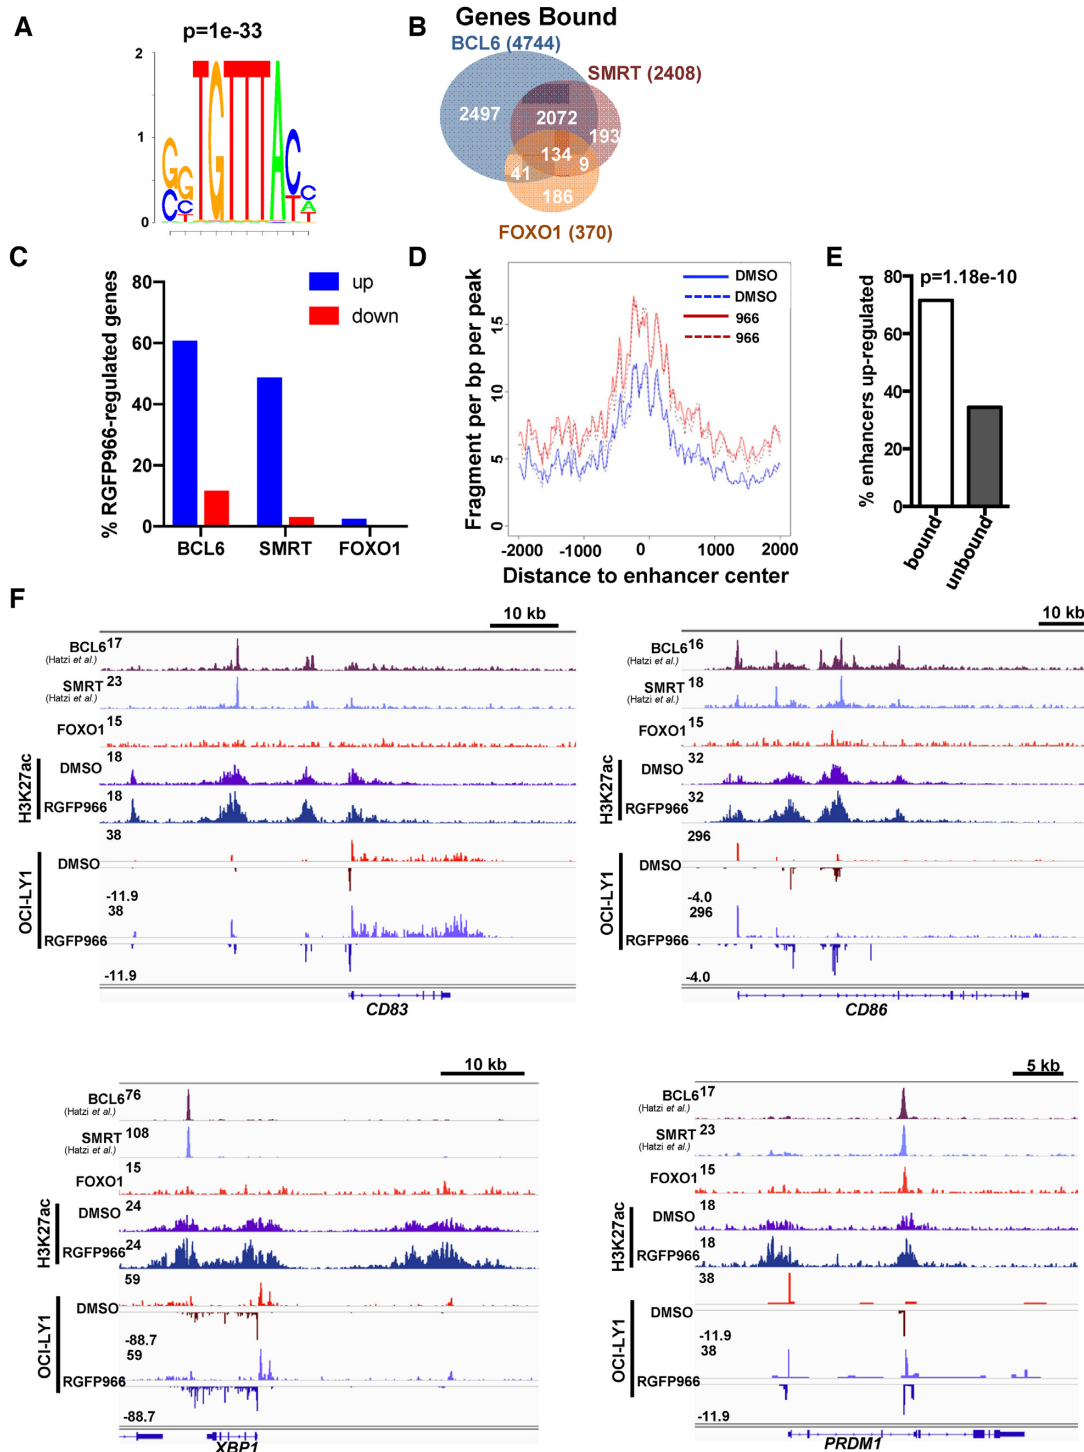 A
p=1e-33
2
1
0
GGTGTTTACC
CCTA
T
B
Genes Bound
BCL6 (4744)
SMRT (2408)
2497
2072
193
134
41
9
186
FOXO1 (370)
C
% RGFP966-regulated genes
80
60
40
20
0
up
down
BCL6 SMRT FOXO1
D
Fragment per bp per peak
15
10
5
0
DMSO
DMSO
966
966
-2000 -1000 0 1000 2000
Distance to enhancer center
E
% enhancers up-regulated
80
60
40
20
0
p=1.18e-10
bound
unbound
F
10 kb
BCL6 17
(Hatzi et al.)
SMRT 23
(Hatzi et al.)
FOXO1 15
H3K27ac
DMSO 18
RGFP966 18
OCI-LY1
38
DMSO
-11.9
38
RGFP966
-11.9
CD83
10 kb
BCL6 16
(Hatzi et al.)
SMRT 18
(Hatzi et al.)
FOXO1 15
H3K27ac
DMSO 32
RGFP966 32
OCI-LY1
296
DMSO
-4.0
296
RGFP966
-4.0
CD86
10 kb
BCL6 76
(Hatzi et al.)
SMRT 108
(Hatzi et al.)
FOXO1 15
H3K27ac
DMSO 24
RGFP966 24
OCI-LY1
59
DMSO
-88.7
59
RGFP966
-88.7
XBP1
5 kb
BCL6 17
(Hatzi et al.)
SMRT 23
(Hatzi et al.)
FOXO1 15
H3K27ac
DMSO 18
RGFP966 18
OCI-LY1
38
DMSO
-11.9
38
RGFP966
-11.9
PRDM1